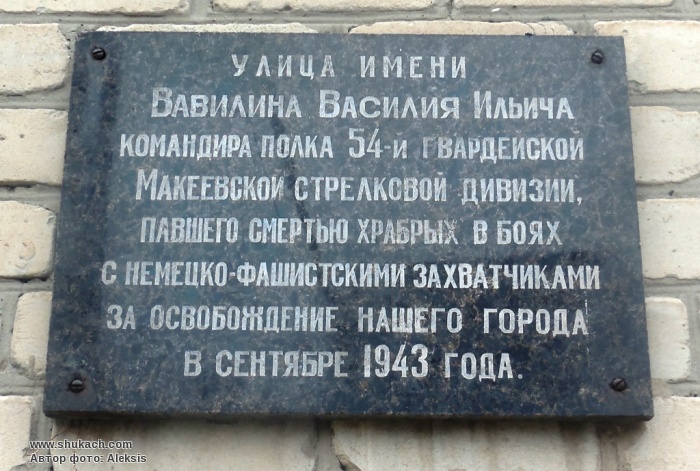 УЛИЦА ИМЕНИ
ВАВИЛИНА ВАСИЛИЯ ИЛЬИЧА
КОМАНДИРА ПОЛКА 54-Й ГВАРДЕЙСКОЙ
МАКЕЕВСКОЙ СТРЕЛКОВОЙ ДИВИЗИИ,
ПАВШЕГО СМЕРТЬЮ ХРАБРЫХ В БОЯХ
С НЕМЕЦКО-ФАШИСТСКИМИ ЗАХВАТЧИКАМИ
ЗА ОСВОБОЖДЕНИЕ НАШЕГО ГОРОДА
В СЕНТЯБРЕ 1943 ГОДА.
www.shukach.com
Автор фото: Aleksis